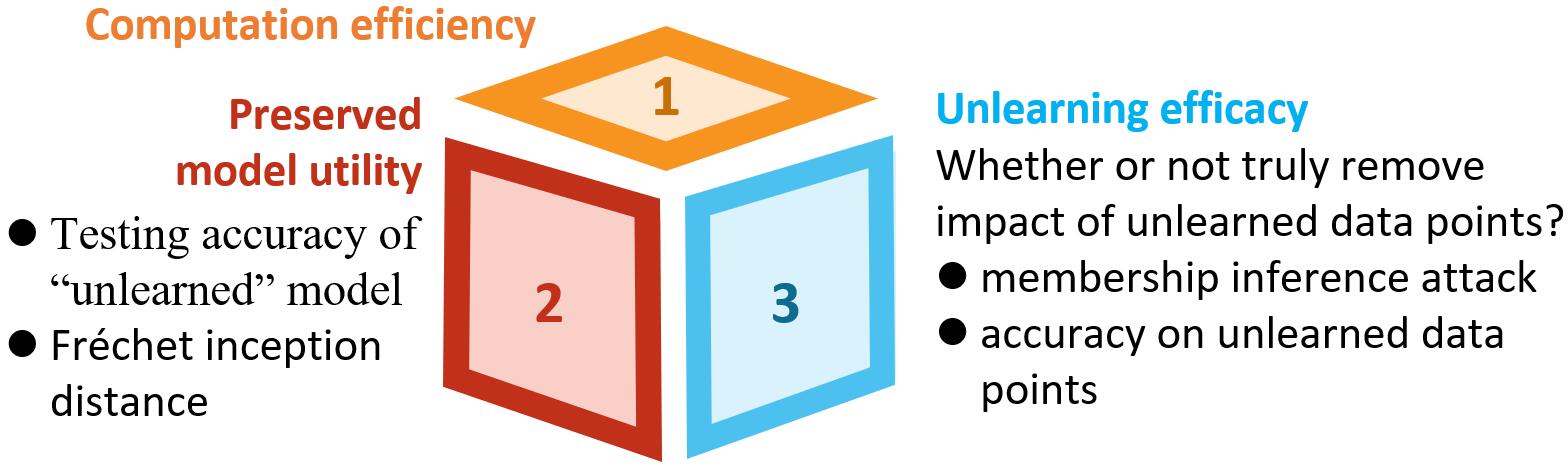 Computation efficiency
1
Preserved
model utility
● Testing accuracy of
“unlearned” model
● Fréchet inception
distance
2
3
Unlearning efficacy
Whether or not truly remove
impact of unlearned data points?
● membership inference attack
● accuracy on unlearned data
points